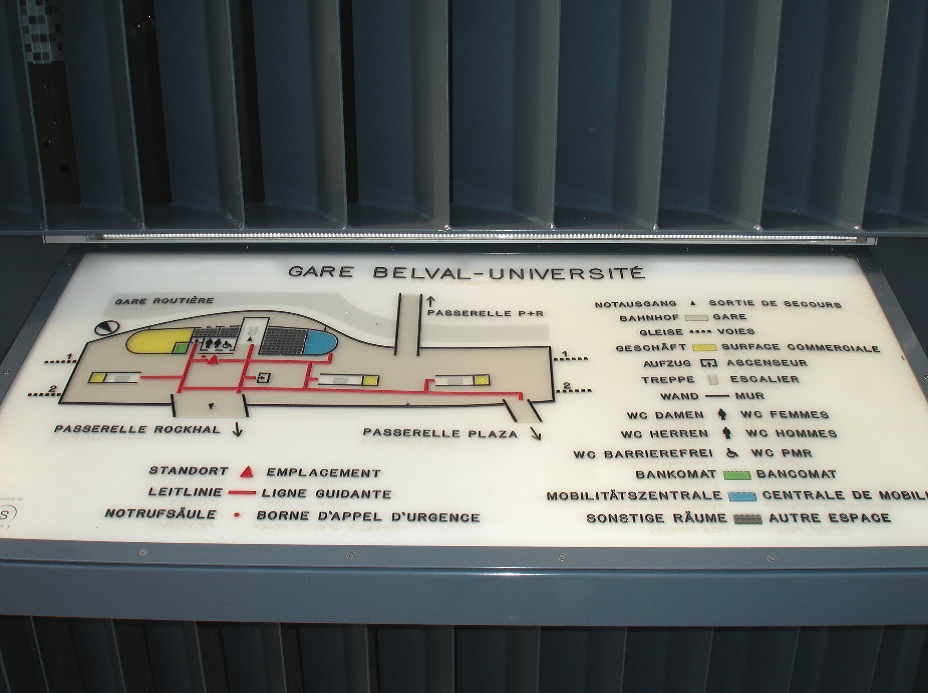 GARE BELVAL-UNIVERSITÉ
GARE ROUTIÈRE
PASSERELLE P+R
1
1
2
2
PASSERELLE ROCKHAL
PASSERELLE PLAZA
STANDORT EMPLACEMENT
LEITLINIE LIGNE GUIDANTE
NOTRUFSÄULE BORNE D'APPEL D'URGENCE
NOTAUSGANG SORTIE DE SECOURS
BAHNHOF GARE
GLEISE VOIES
GESCHÄFT SURFACE COMMERCIALE
AUFZUG ASCENSEUR
TREPPE ESCALIER
WAND MUR
WC DAMEN WC FEMMES
WC HERREN WC HOMMES
WC BARRIEREFREI WC PMR
BANKOMAT BANCOMAT
MOBILITÄTSZENTRALE CENTRALE DE MOBILI
SONSTIGE RÄUME AUTRE ESPACE